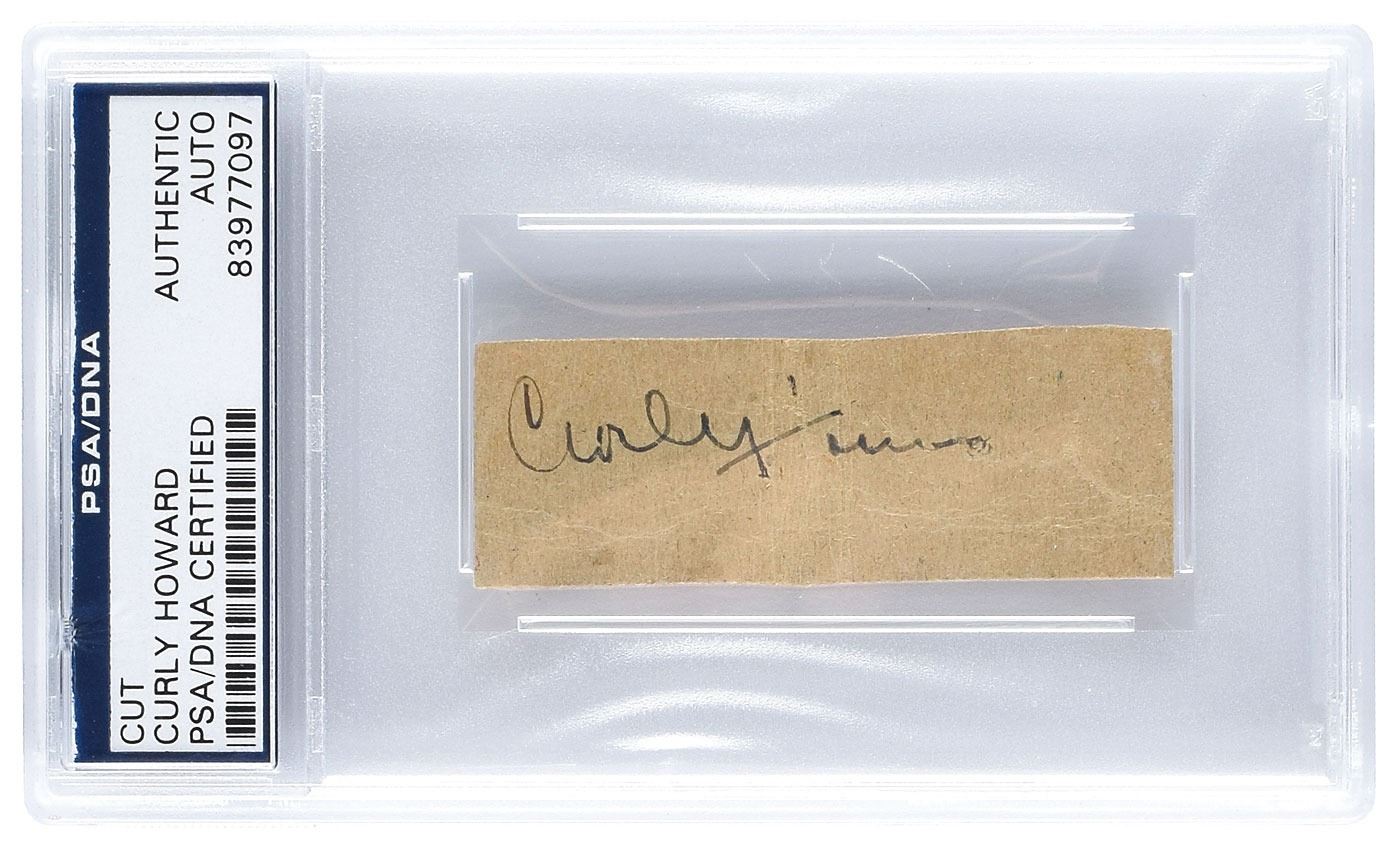 PSA/DNA
CUT
CURLY HOWARD
AUTHENTIC
PSA/DNA CERTIFIED
AUTO
83977097
Curly